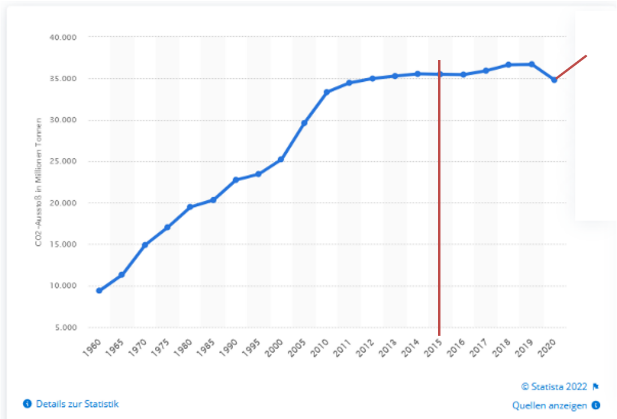 40.000
35.000
30.000
25.000
20.000
15.000
10.000
5.000
CO2-Ausstoß in Millionen Tonnen
1960 1965 1970 1975 1980 1985 1990 1995 2000 2005 2010 2011 2012 2013 2014 2015 2016 2017 2018 2019 2020
© Statista 2022
Details zur Statistik
Quellen anzeigen